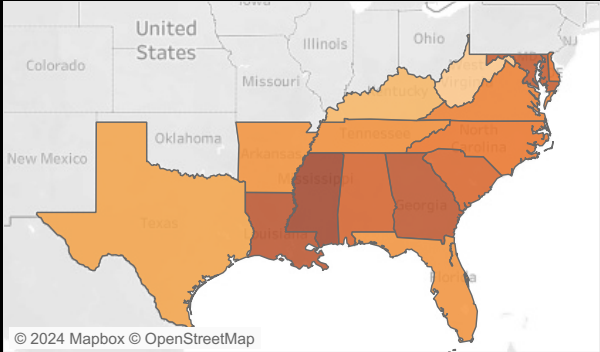 Iowa
United
States
Ohio
Illinois
NJ
Colorado
Missouri
Kentucky
Tennessee
North
Carolina
Oklahoma
Arkansas
New Mexico
Mississippi
Georgia
Texas
Louisiana
Florida
© 2024 Mapbox © OpenStreetMap